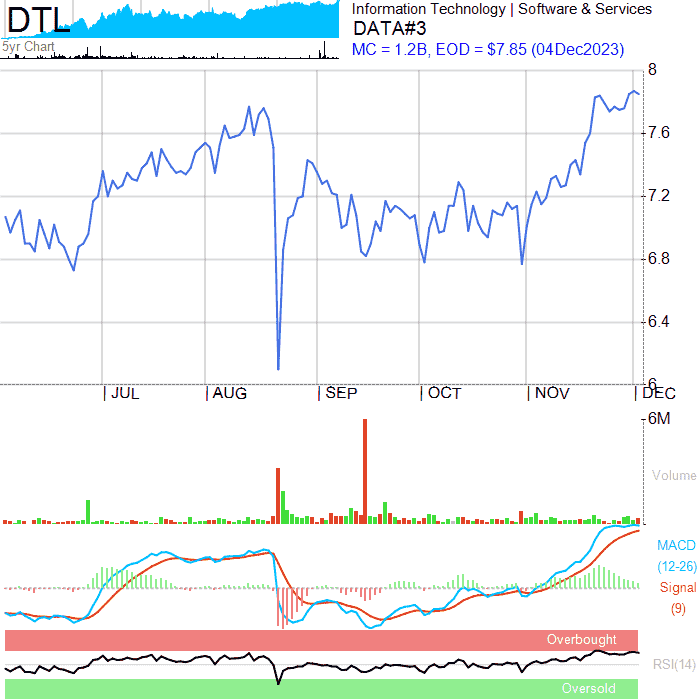 DTL
5yr Chart
Information Technology | Software & Services
DATA#3
MC = 1.2B, EOD = $7.85 (04Dec2023)
8
7.6
7.2
6.8
6.4
6
JUL AUG SEP OCT NOV DEC
6M
Volume
MACD
(12-26)
Signal
(9)
Overbought
RSI(14)
Oversold